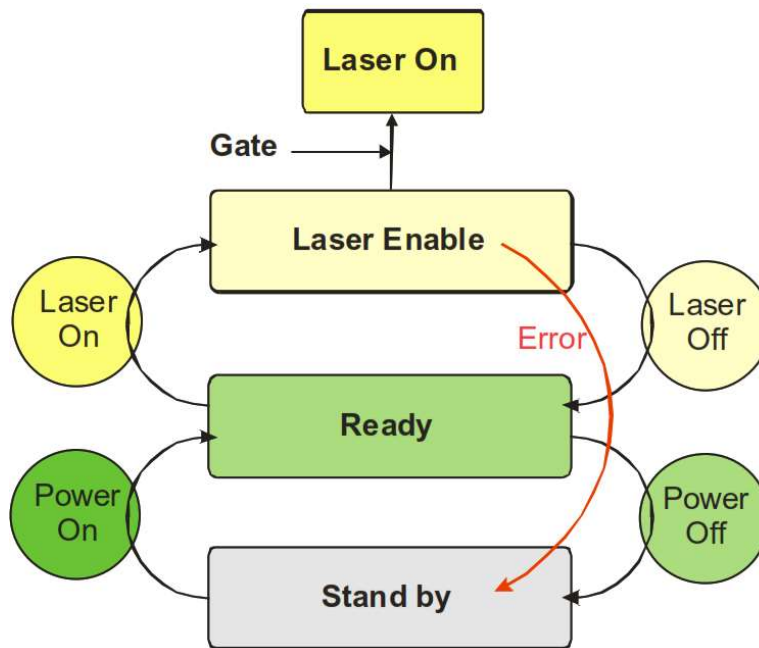 Laser On
Gate
Laser Enable
Laser
On
Laser
Off
Error
Ready
Power
On
Power
Off
Stand by